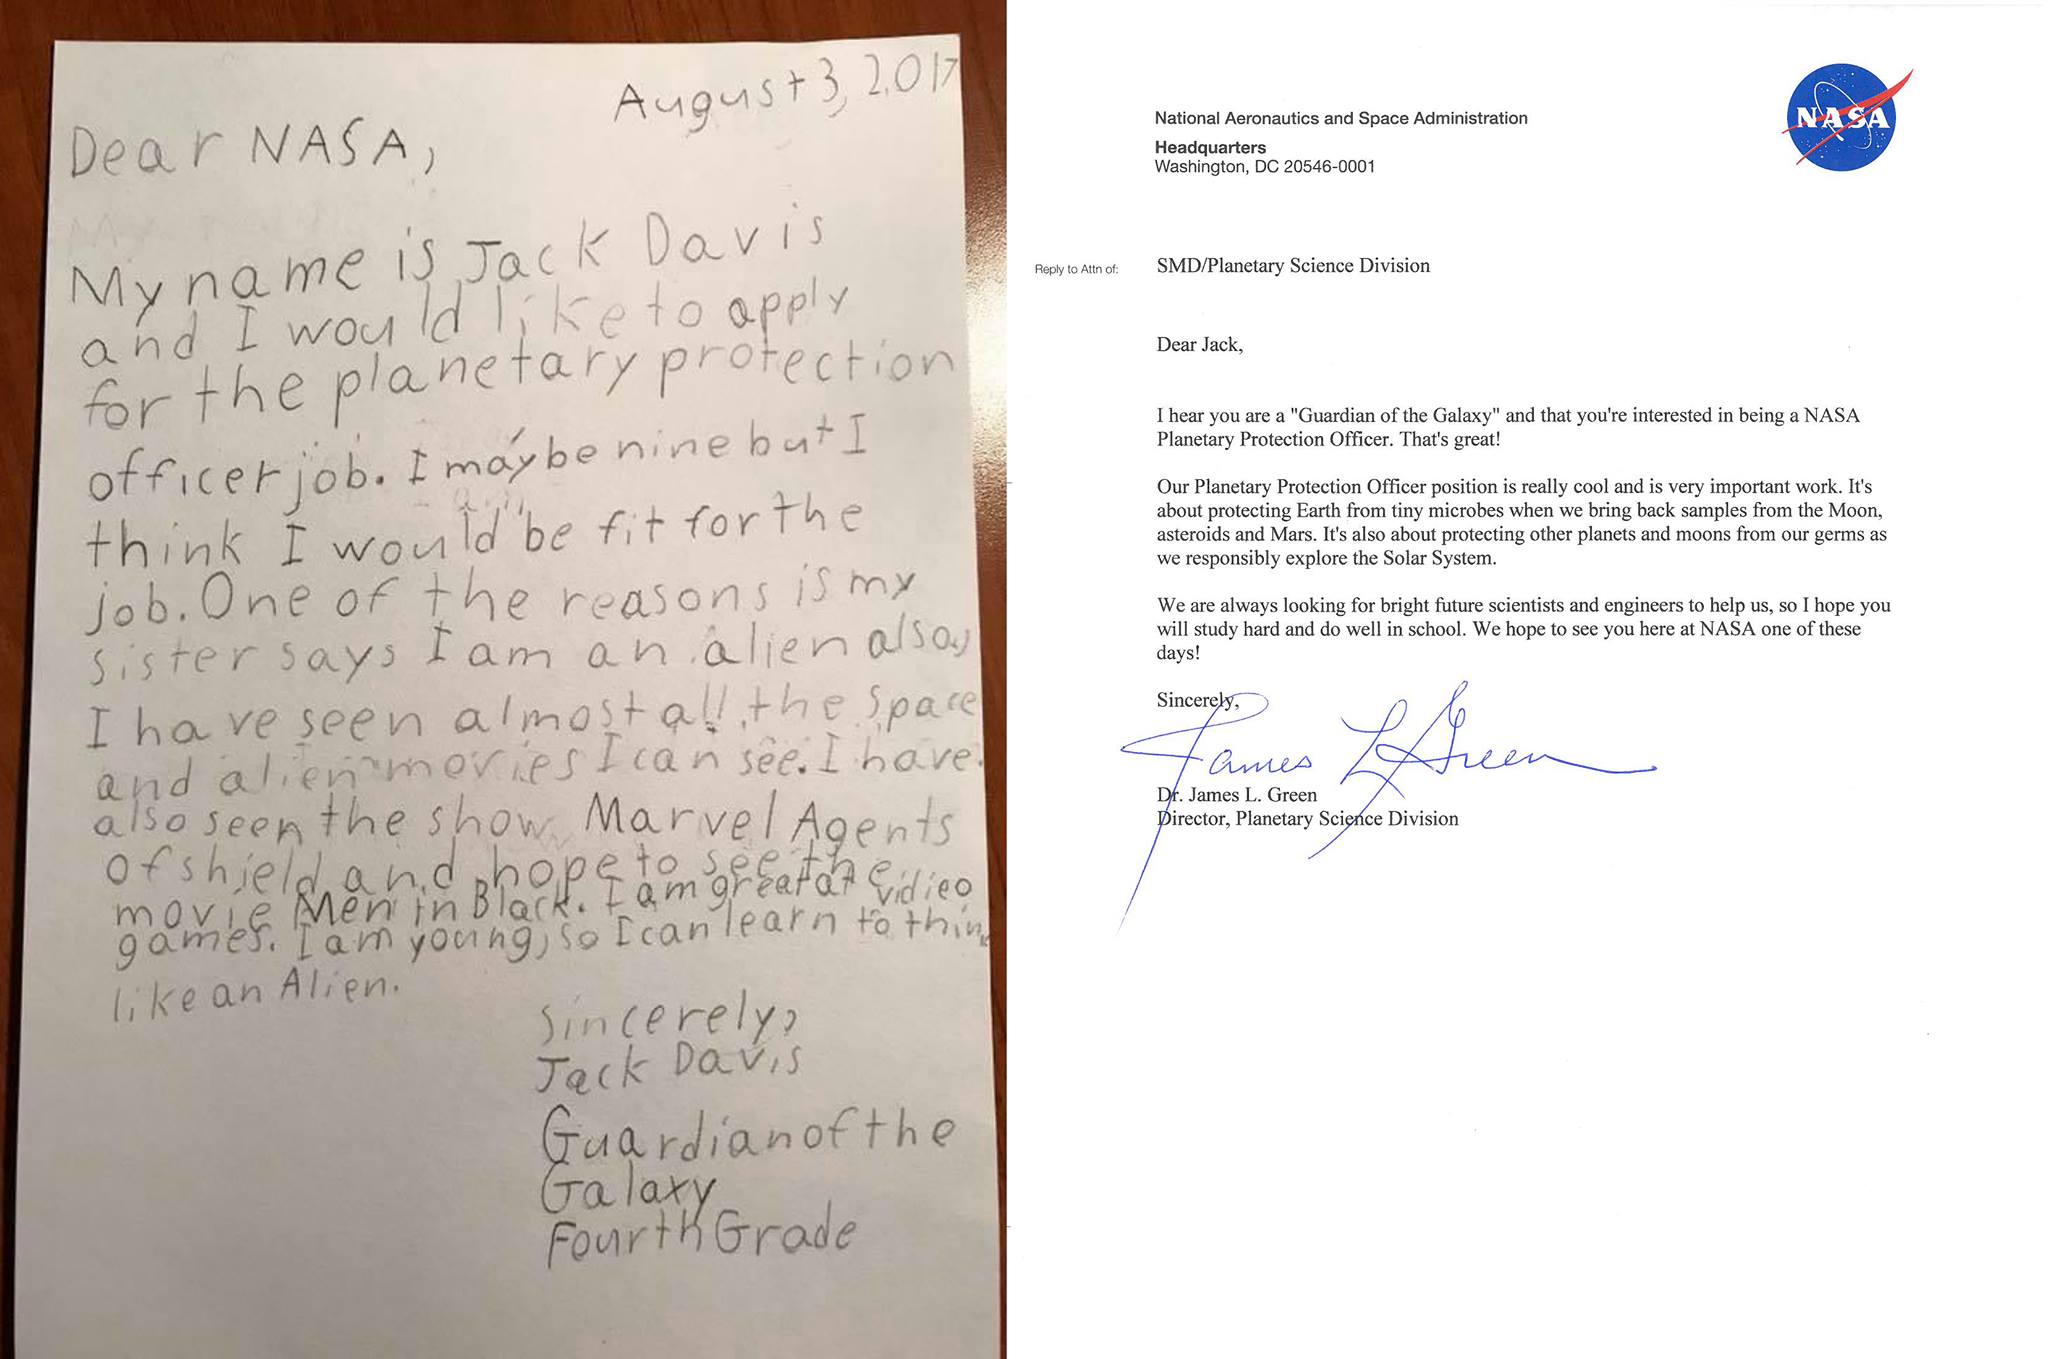 August 3, 2017
Dear NASA,
My name is Jack Davis
and I would like to apply
for the planetary protection
officer job. I may be nine but I
think I would be fit for the
job. One of the reasons is my
sister says I am an alien also,
I have seen almost all the space
and alien movies I can see. I have
also seen the show Marvel Agents
of shield and hope to see the
movie Men in Black. I am great at vidieo
games. I am young, so I can learn to think
like an Alien.
Sincerely,
Jack Davis
Guardian of the
Galaxy
Fourth Grade
National Aeronautics and Space Administration
Headquarters
Washington, DC 20546-0001
NASA
Reply to Attn of: SMD/Planetary Science Division
Dear Jack,
I hear you are a "Guardian of the Galaxy" and that you're interested in being a NASA
Planetary Protection Officer. That's great!
Our Planetary Protection Officer position is really cool and is very important work. It's
about protecting Earth from tiny microbes when we bring back samples from the Moon,
asteroids and Mars. It's also about protecting other planets and moons from our germs as
we responsibly explore the Solar System.
We are always looking for bright future scientists and engineers to help us, so I hope you
will study hard and do well in school. We hope to see you here at NASA one of these
days!
Sincerely,
James L Green
Dr. James L. Green
Director, Planetary Science Division